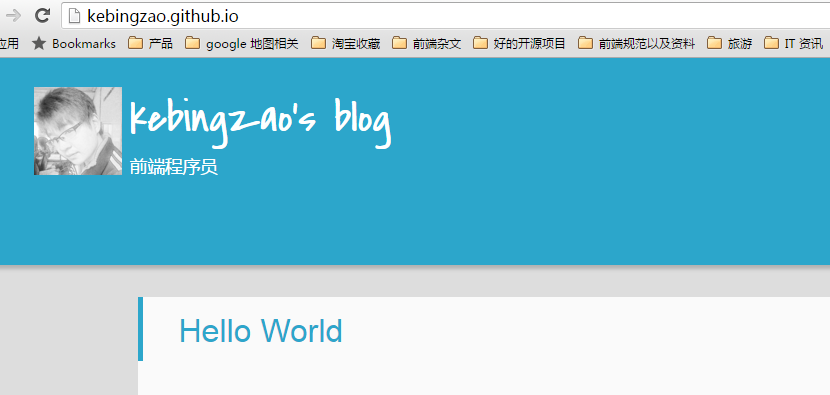 kebingzao.github.io
应用 Bookmarks 产品 google 地图相关 淘宝收藏 前端杂文 好的开源项目 前端规范以及资料 旅游 IT 资讯
kebingzao's blog
前端程序员
Hello World